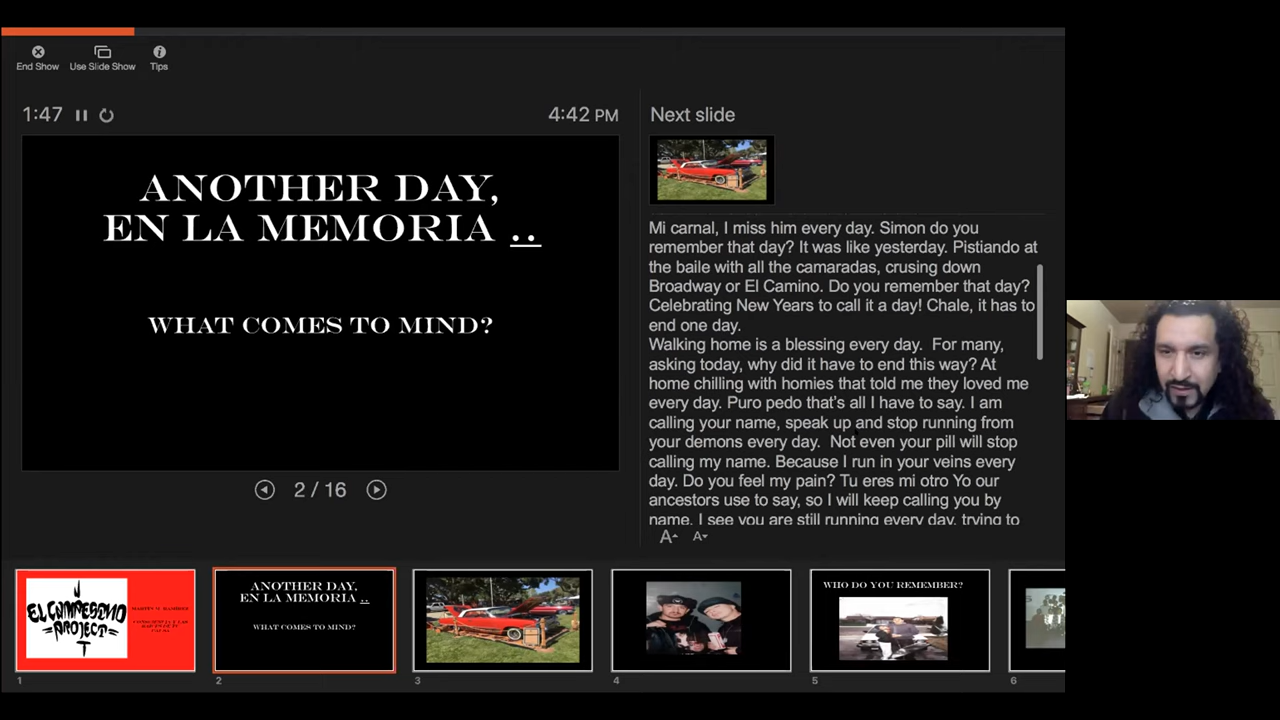 End Show
Use Slide Show
Tips
1:47
4:42 PM
Next slide
ANOTHER DAY,
EN LA MEMORIA ..
WHAT COMES TO MIND?
Mi carnal, I miss him every day. Simon do you
remember that day? It was like yesterday. Pistiando at
the baile with all the camaradas, crusing down
Broadway or El Camino. Do you remember that day?
Celebrating New Years to call it a day! Chale, it has to
end one day.
Walking home is a blessing every day. For many,
asking today, why did it have to end this way? At
home chilling with homies that told me they loved me
every day. Puro pedo that's all I have to say. I am
calling your name, speak up and stop running from
your demons every day. Not even your pill will stop
calling my name. Because I run in your veins every
day. Do you feel my pain? Tu eres mi otro Yo our
ancestors use to say, so I will keep calling you by
name. I see you are still running every day, trying to
2 / 16
A A
EL CAMPESINO
PROJECT
ANOTHER DAY,
EN LA MEMORIA ..
WHAT COMES TO MIND?
WHO DO YOU REMEMBER?
1
2
3
4
5
6